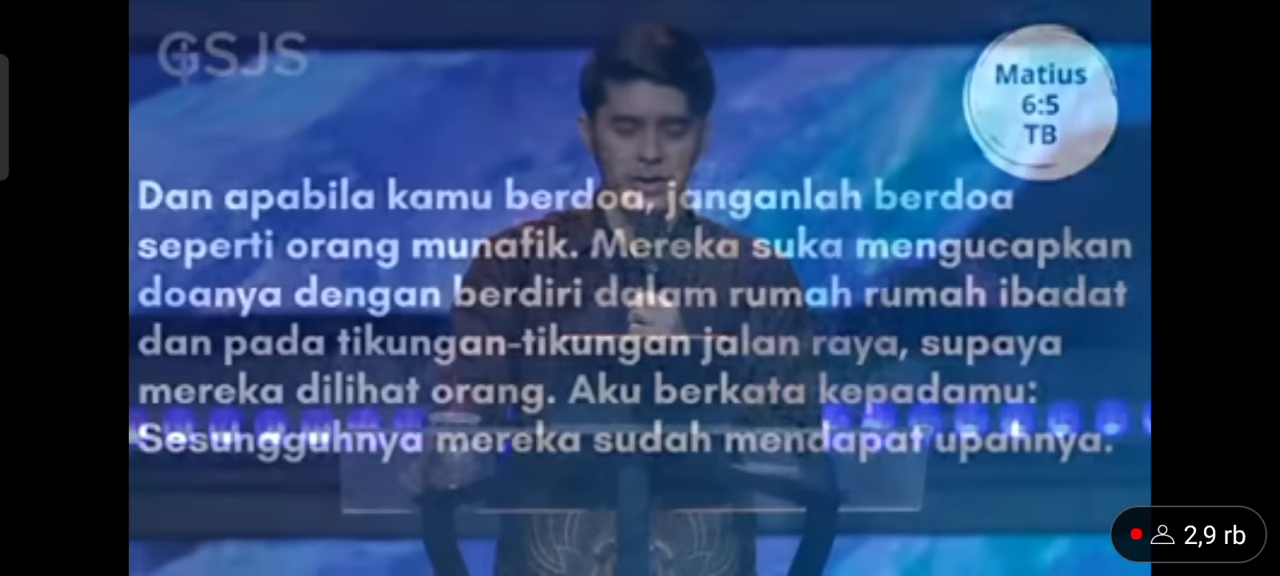 GSJS
Matius
6:5
TB
Dan apabila kamu berdoa, janganlah berdoa
seperti orang munafik. Mereka suka mengucapkan
doanya dengan berdiri dalam rumah rumah ibadat
dan pada tikungan-tikungan jalan raya, supaya
mereka dilihat orang. Aku berkata kepadamu:
Sesungguhnya mereka sudah mendapat upahnya.
2,9 rb